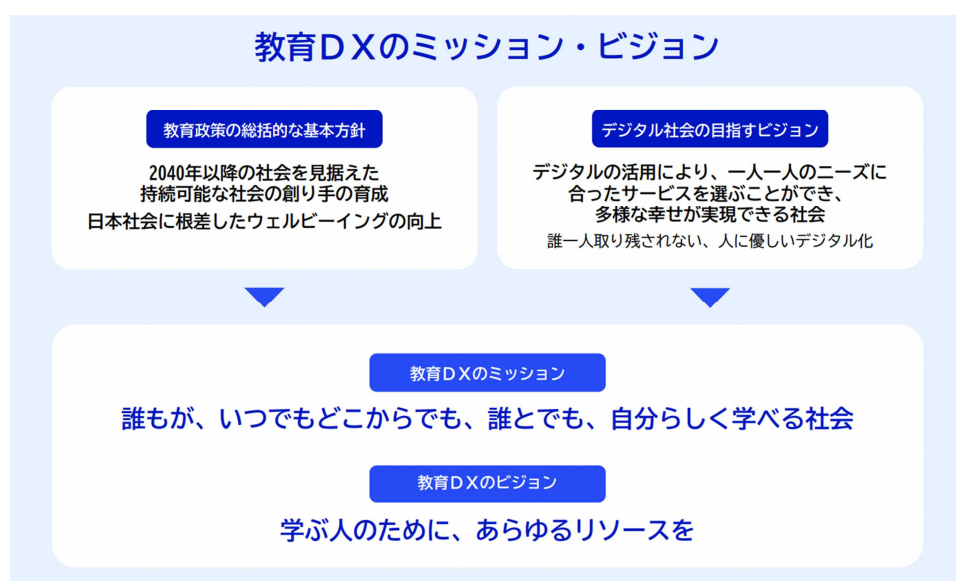 教育ＤＸのミッション・ビジョン
教育政策の総括的な基本方針
2040年以降の社会を見据えた
持続可能な社会の創り手の育成
日本社会に根差したウェルビーイングの向上
デジタル社会の目指すビジョン
デジタルの活用により、一人一人のニーズに
合ったサービスを選ぶことができ、
多様な幸せが実現できる社会
誰一人取り残されない、人に優しいデジタル化
教育ＤＸのミッション
誰もが、いつでもどこからでも、誰とでも、自分らしく学べる社会
教育ＤＸのビジョン
学ぶ人のために、あらゆるリソースを